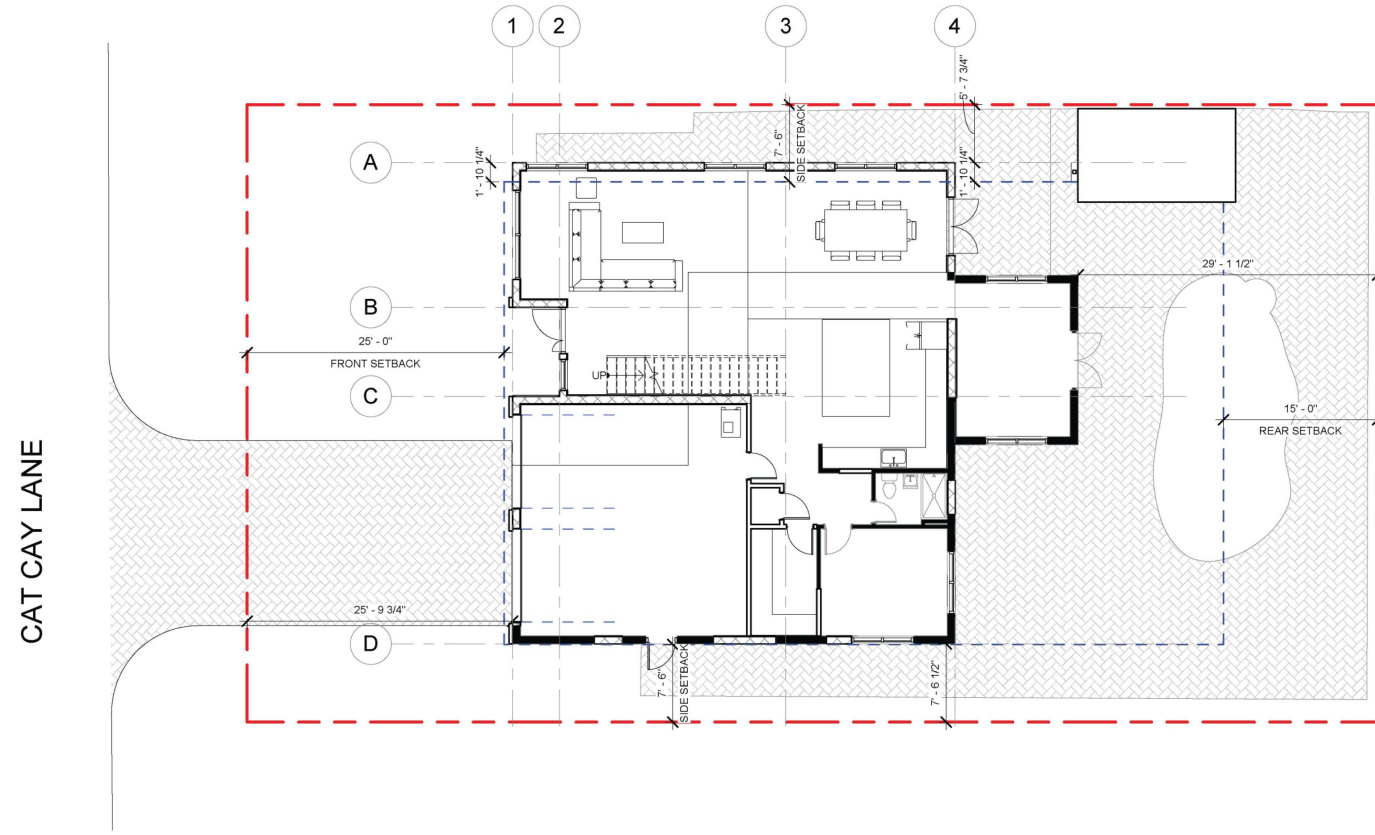 1
2
3
4
5' - 7 3/4"
7' - 6"
SIDE SETBACK
A
1' - 10 1/4"
1' - 10 1/4"
29' - 1 1/2"
B
25' - 0"
FRONT SETBACK
UP
C
15' - 0"
REAR SETBACK
CAT CAY LANE
25' - 9 3/4"
D
7' - 6"
SIDE SETBACK
7' - 6 1/2"